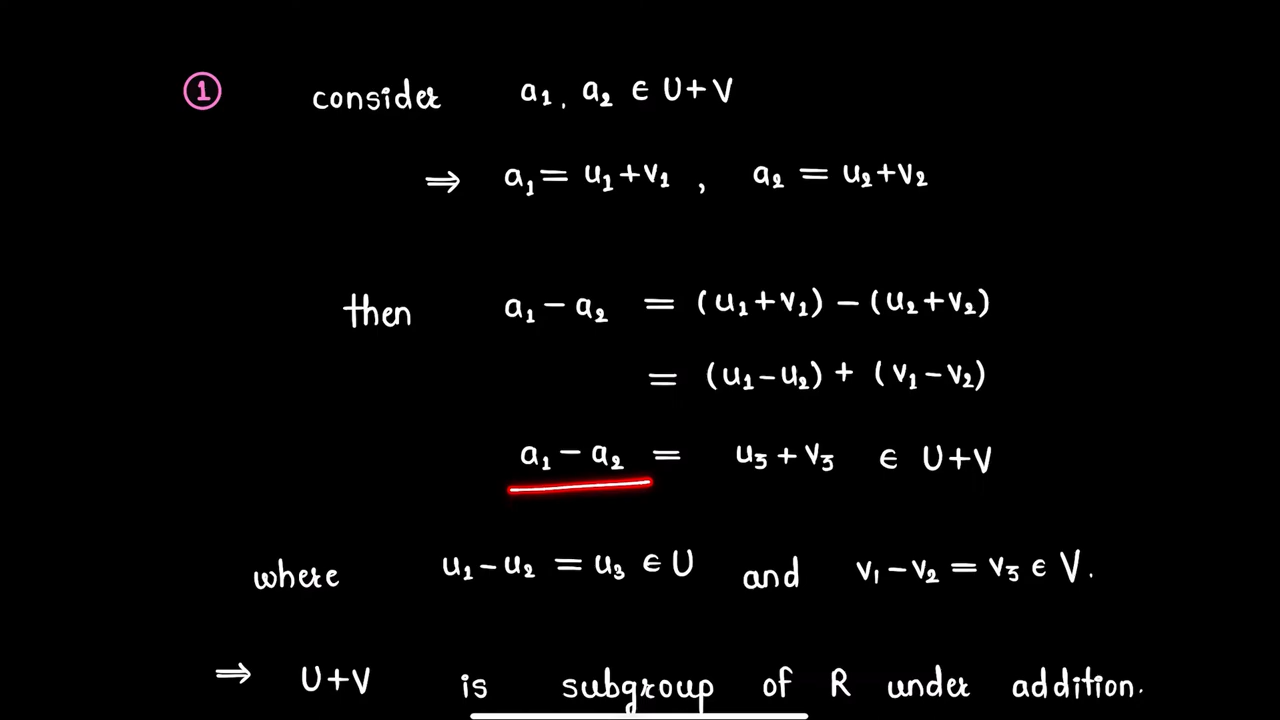 ① consider a₁, a₂ ∈ U+V
⇒ a₁ = u₁+v₁ , a₂ = u₂+v₂
then a₁ − a₂ = (u₁+v₁) − (u₂+v₂)
= (u₁−u₂) + (v₁−v₂)
a₁ − a₂ = u₃ + v₃ ∈ U+V
where u₁−u₂ = u₃ ∈ U and v₁−v₂ = v₃ ∈ V.
⇒ U+V is subgroup of R under addition.